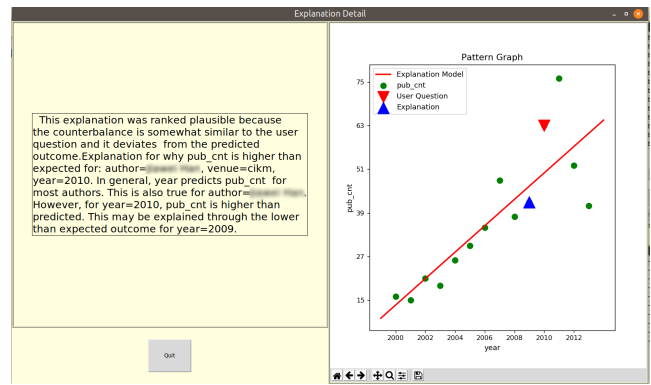 Explanation Detail
This explanation was ranked plausible because
the counterbalance is somewhat similar to the user
question and it deviates from the predicted
outcome.Explanation for why pub_cnt is higher than
expected for: author= , venue=cikm,
year=2010. In general, year predicts pub_cnt for
most authors. This is also true for author= .
However, for year=2010, pub_cnt is higher than
predicted. This may be explained through the lower
than expected outcome for year=2009.
Quit
Pattern Graph
Explanation Model
pub_cnt
User Question
Explanation
75
63
51
39
27
15
pub_cnt
2000 2002 2004 2006 2008 2010 2012
year